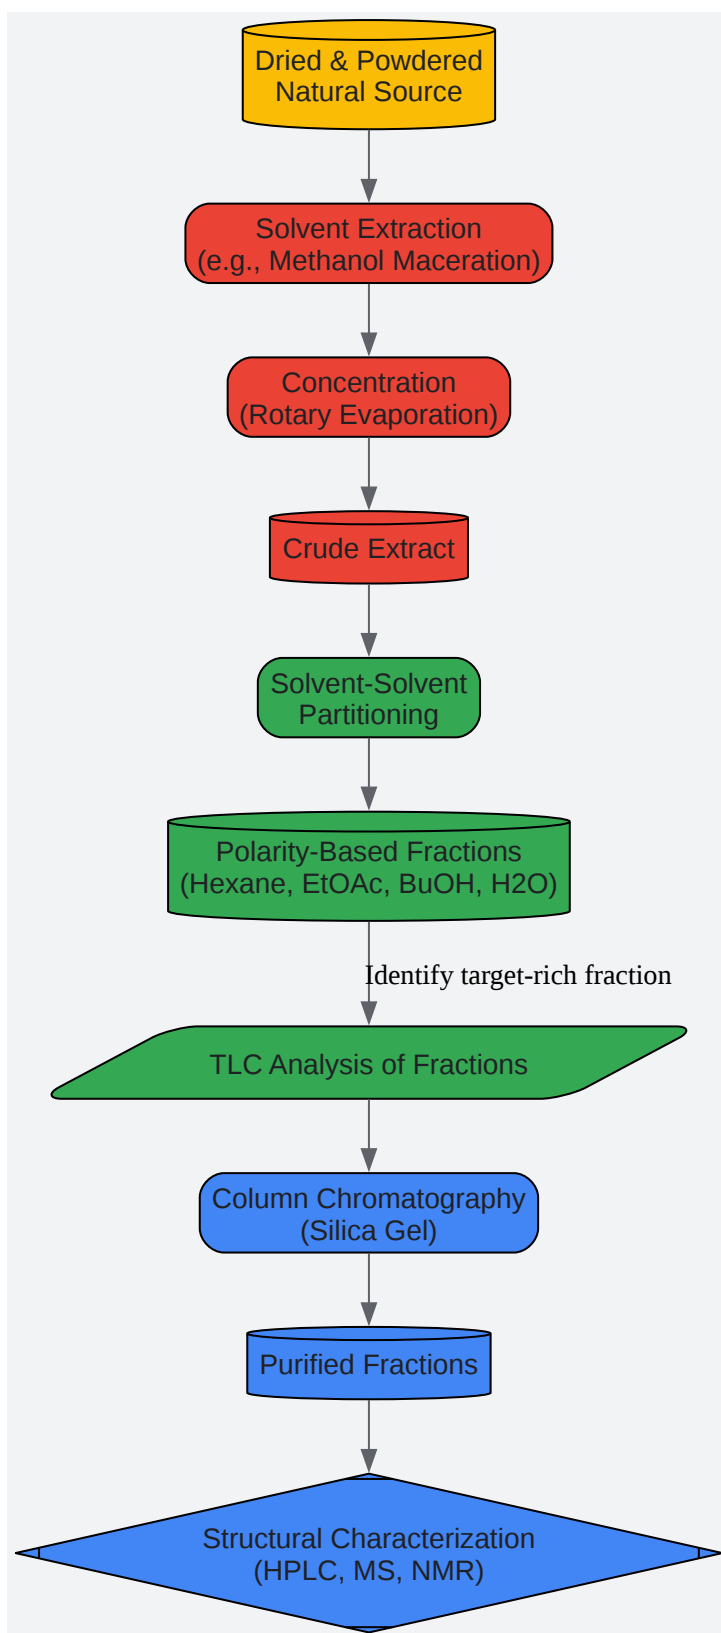 Dried & Powdered
Natural Source
Solvent Extraction
(e.g., Methanol Maceration)
Concentration
(Rotary Evaporation)
Crude Extract
Solvent-Solvent
Partitioning
Polarity-Based Fractions
(Hexane, EtOAc, BuOH, H2O)
Identify target-rich fraction
TLC Analysis of Fractions
Column Chromatography
(Silica Gel)
Purified Fractions
Structural Characterization
(HPLC, MS, NMR)